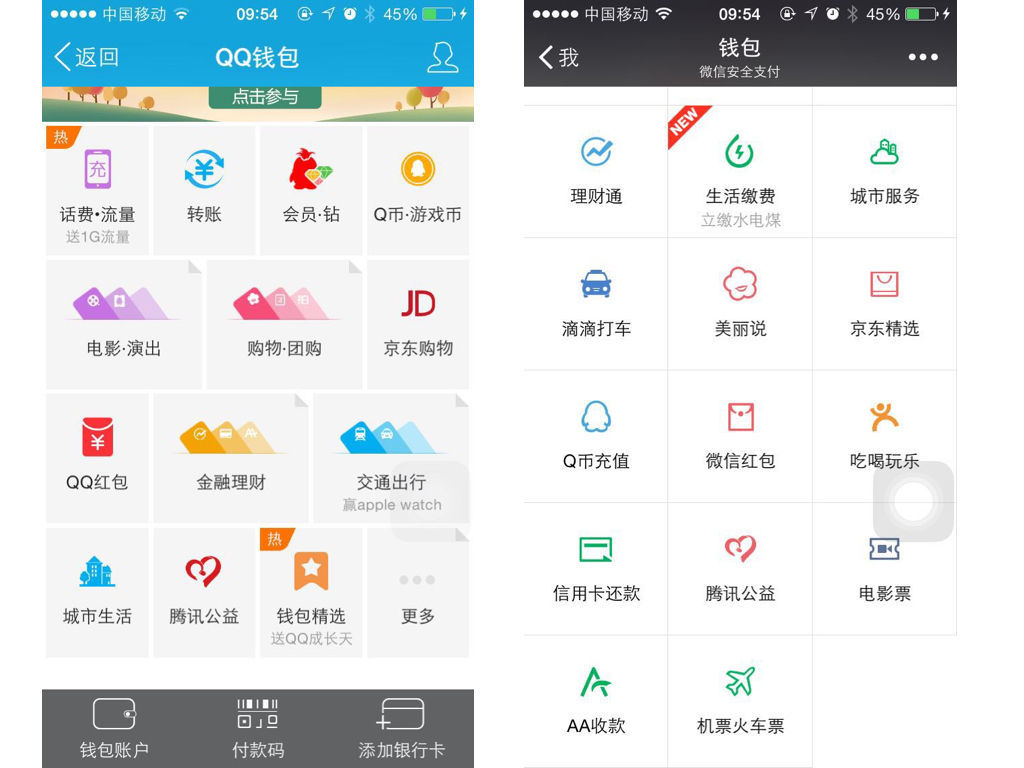 中国移动 09:54 45%
返回 QQ钱包
点击参与
热
充
话费•流量 转账 会员·钻 Q币·游戏币
送1G流量
JD
电影·演出 购物·团购 京东购物
QQ红包 金融理财 交通出行
赢apple watch
热
城市生活 腾讯公益 钱包精选 更多
送QQ成长天
钱包账户 付款码 添加银行卡
中国移动 09:54 45%
我 钱包
微信安全支付
NEW
理财通 生活缴费 城市服务
立缴水电煤
滴滴打车 美丽说 京东精选
Q币充值 微信红包 吃喝玩乐
信用卡还款 腾讯公益 电影票
AA收款 机票火车票